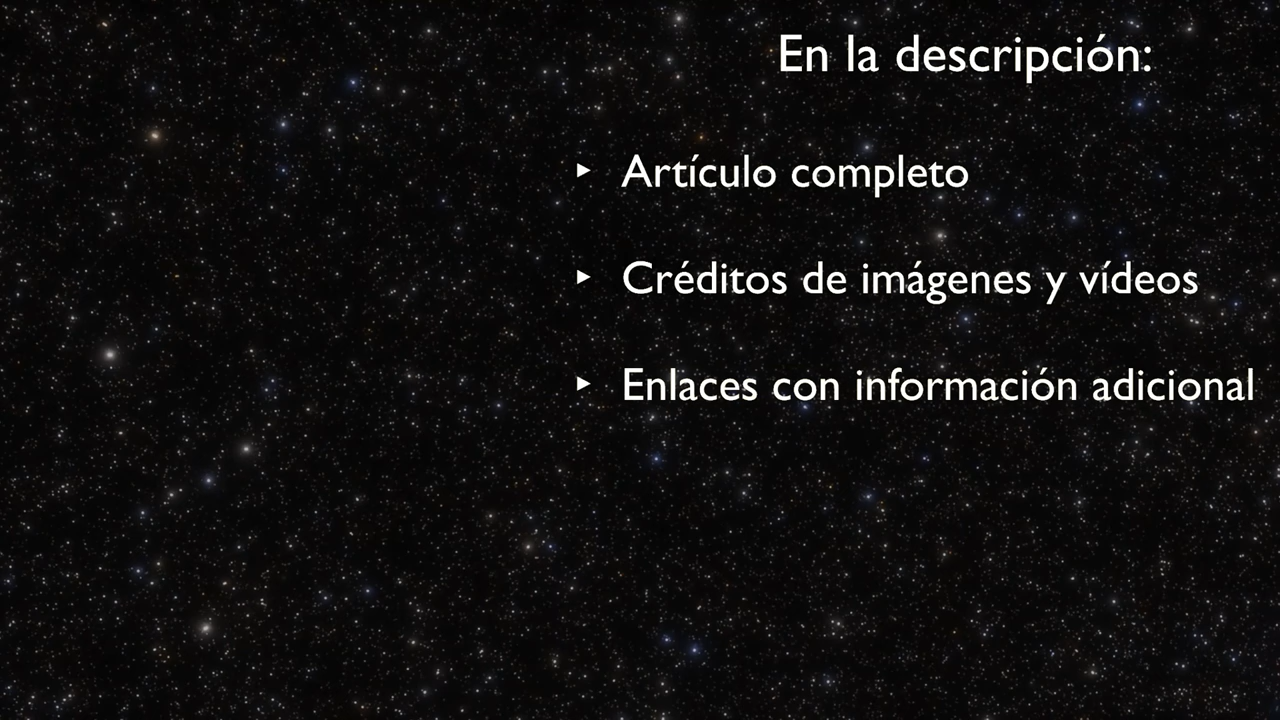 En la descripción:
‣ Artículo completo
‣ Créditos de imágenes y vídeos
‣ Enlaces con información adicional